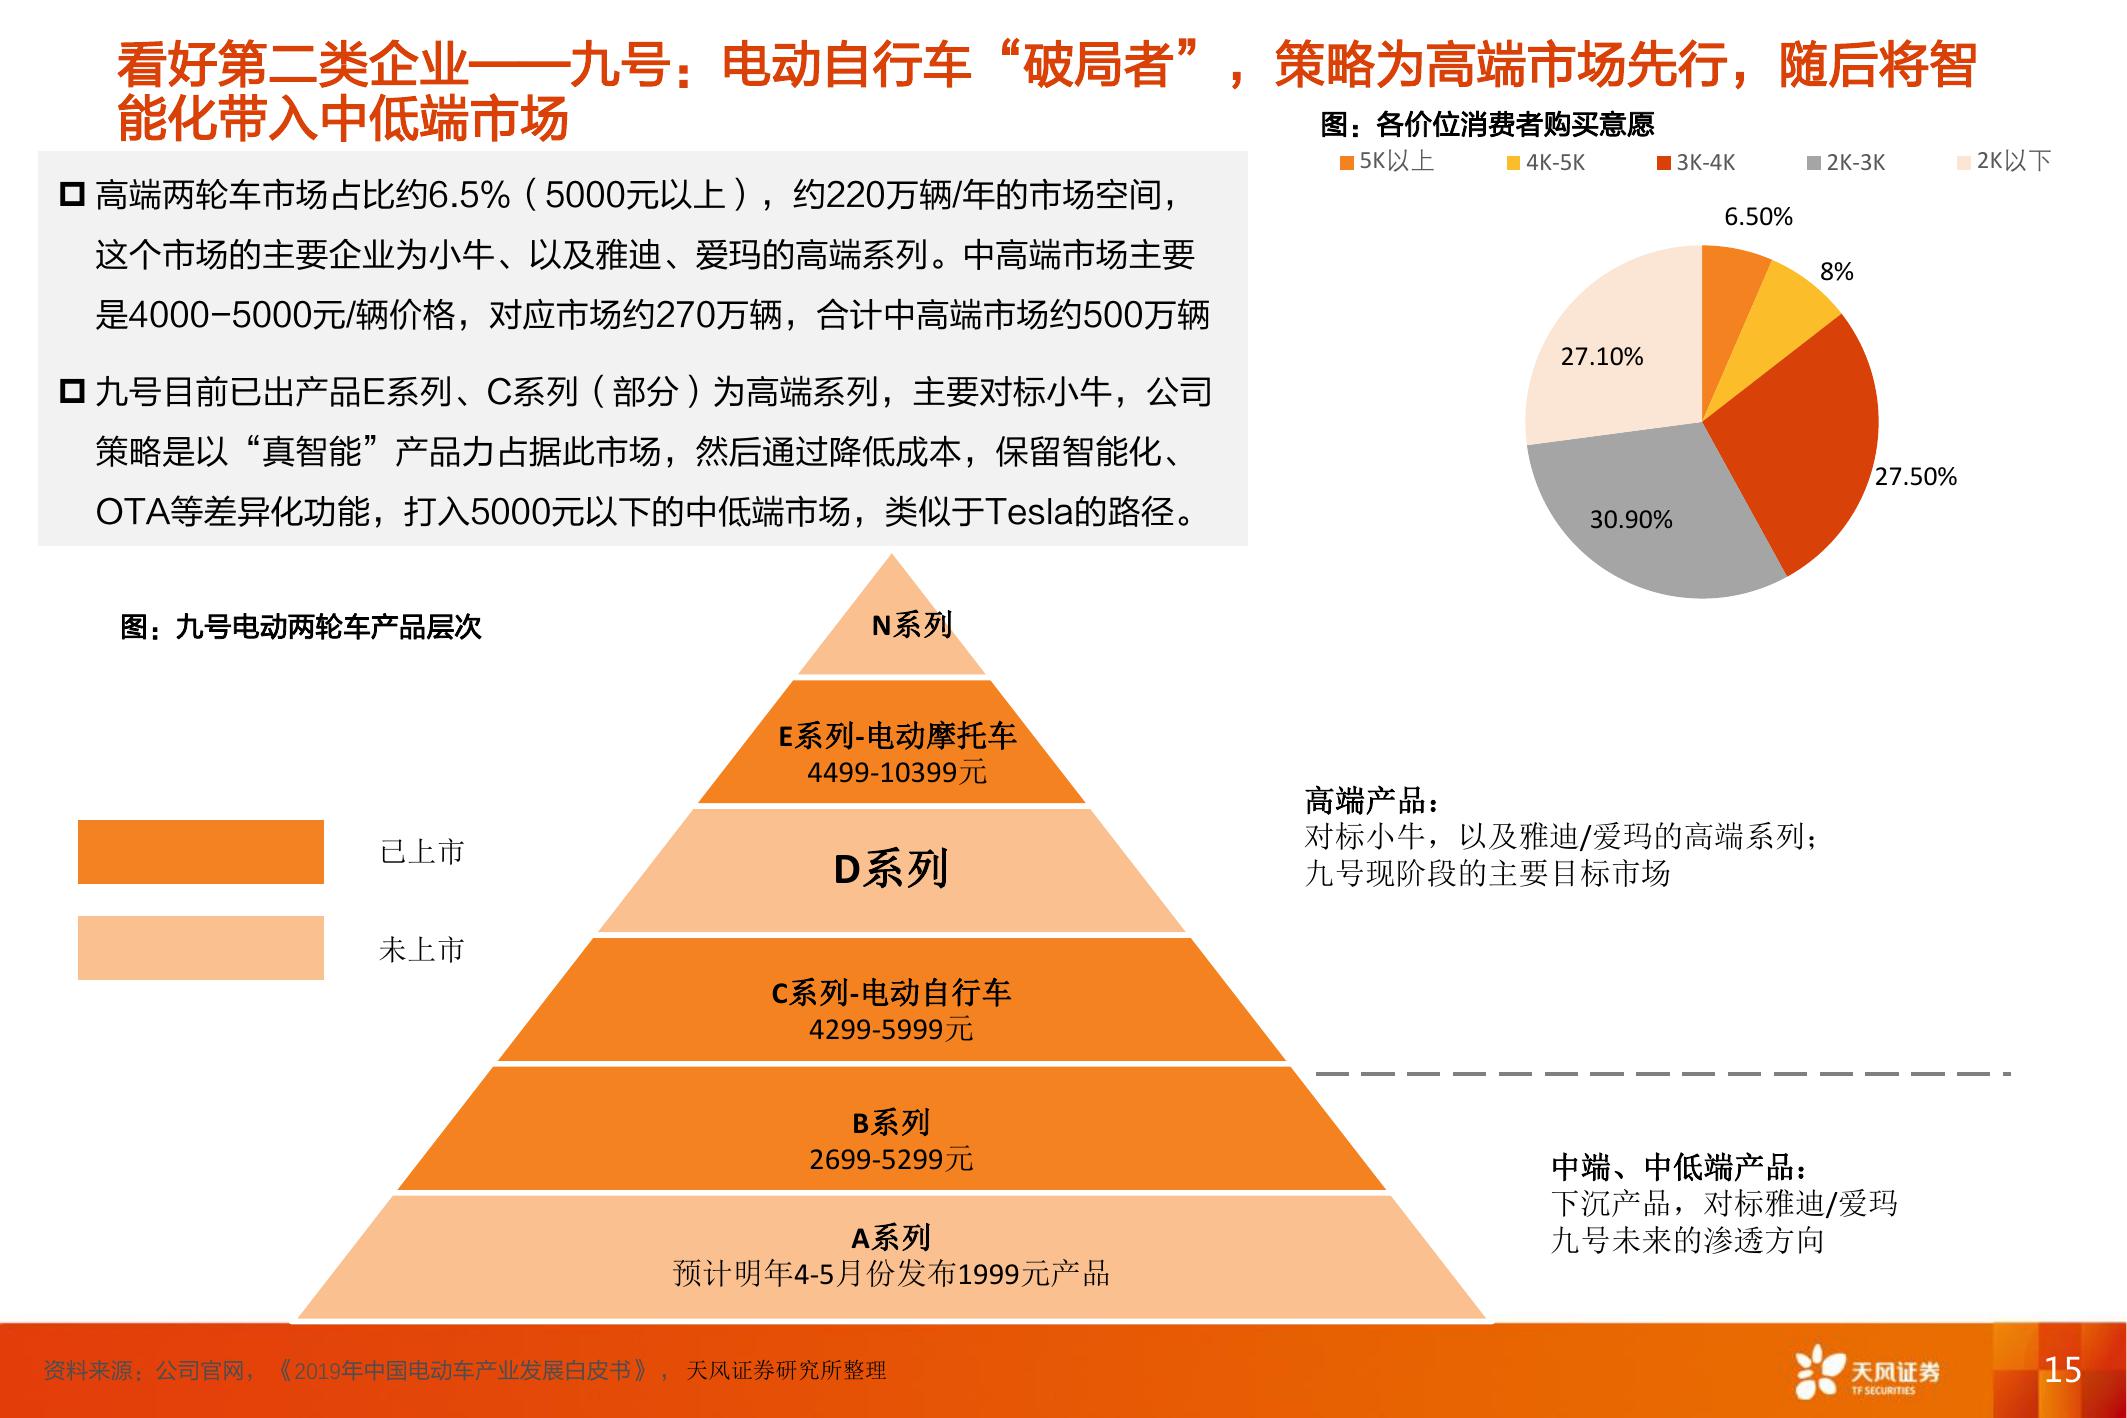 看好第二类企业——九号：电动自行车“破局者”，策略为高端市场先行，随后将智
能化带入中低端市场
高端两轮车市场占比约6.5%（5000元以上），约220万辆/年的市场空间，
这个市场的主要企业为小牛、以及雅迪、爱玛的高端系列。中高端市场主要
是4000-5000元/辆价格，对应市场约270万辆，合计中高端市场约500万辆
九号目前已出产品E系列、C系列（部分）为高端系列，主要对标小牛，公司
策略是以“真智能”产品力占据此市场，然后通过降低成本，保留智能化、
OTA等差异化功能，打入5000元以下的中低端市场，类似于Tesla的路径。
图：各价位消费者购买意愿
5K以上 4K-5K 3K-4K 2K-3K 2K以下
6.50%
8%
27.10%
27.50%
30.90%
图：九号电动两轮车产品层次
已上市
未上市
N系列
E系列-电动摩托车
4499-10399元
D系列
C系列-电动自行车
4299-5999元
B系列
2699-5299元
A系列
预计明年4-5月份发布1999元产品
高端产品：
对标小牛，以及雅迪/爱玛的高端系列；
九号现阶段的主要目标市场
中端、中低端产品：
下沉产品，对标雅迪/爱玛
九号未来的渗透方向
资料来源：公司官网，《2019年中国电动车产业发展白皮书》，天风证券研究所整理
天风证券
TF SECURITIES
15